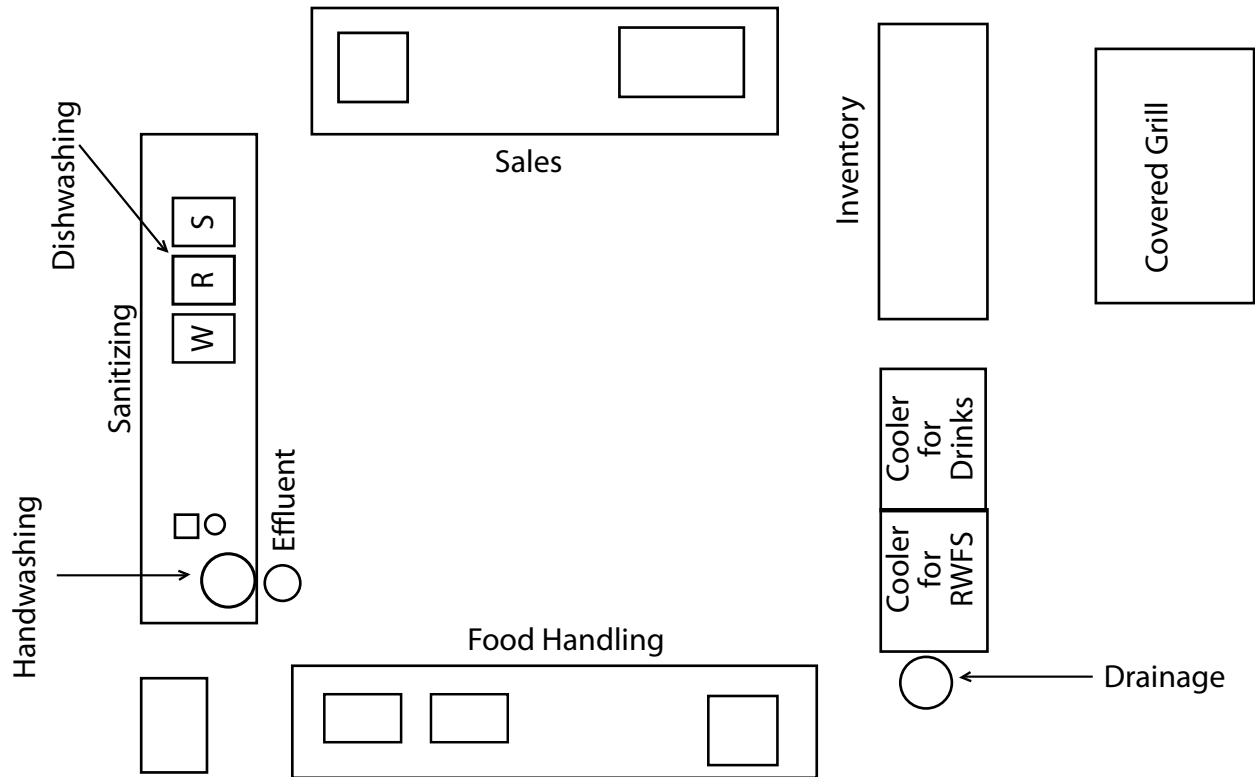 Sales
Dishwashing
Sanitizing
S
R
W
Handwashing
Effluent
Inventory
Covered Grill
Cooler
for
Drinks
Cooler
for
RWFS
Food Handling
Drainage